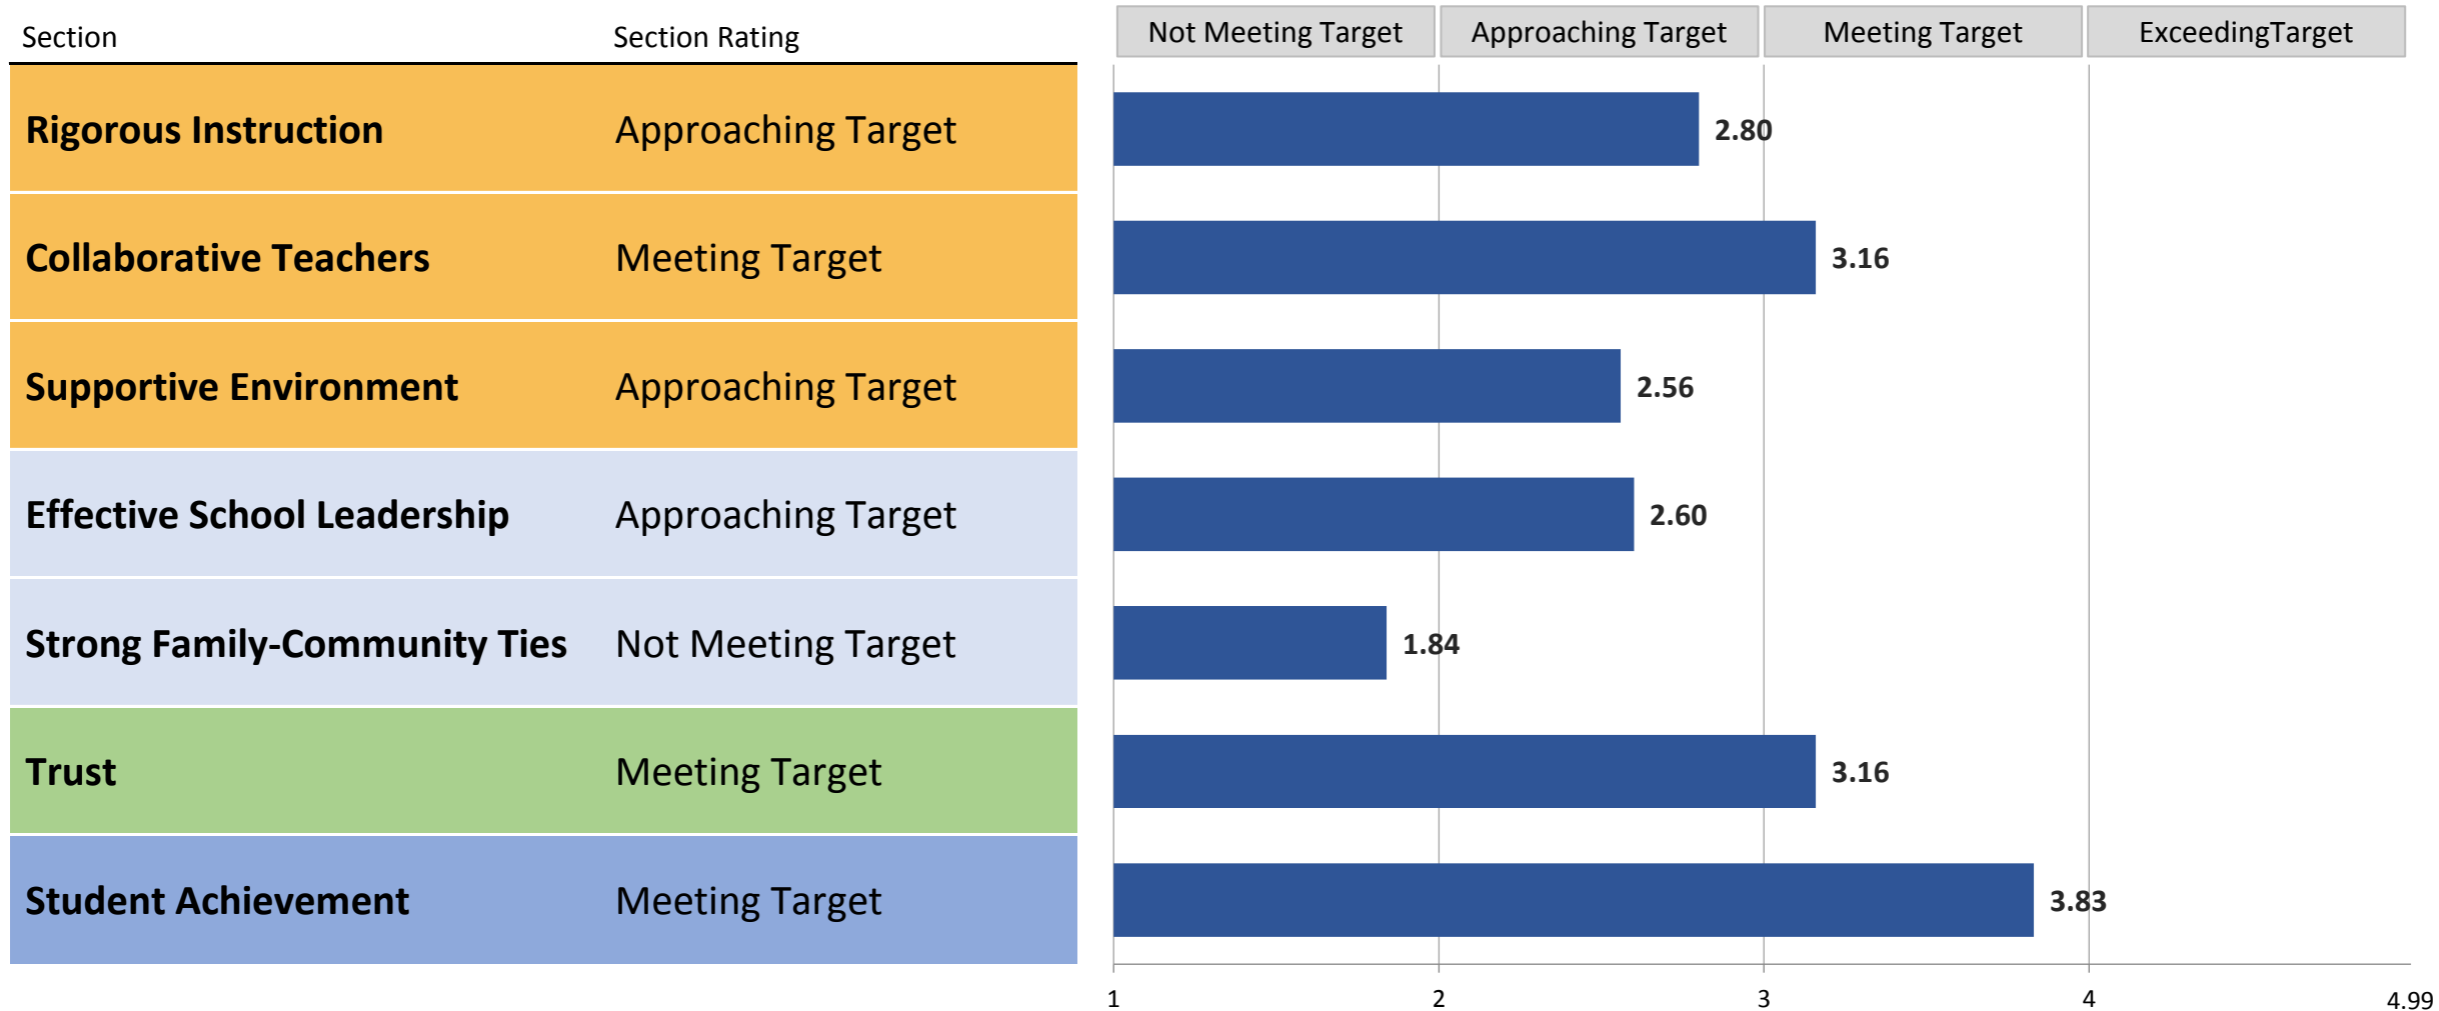 Section Section Rating Not Meeting Target Approaching Target Meeting Target ExceedingTarget
Rigorous Instruction Approaching Target 2.80
Collaborative Teachers Meeting Target 3.16
Supportive Environment Approaching Target 2.56
Effective School Leadership Approaching Target 2.60
Strong Family-Community Ties Not Meeting Target 1.84
Trust Meeting Target 3.16
Student Achievement Meeting Target 3.83
1 2 3 4 4.99